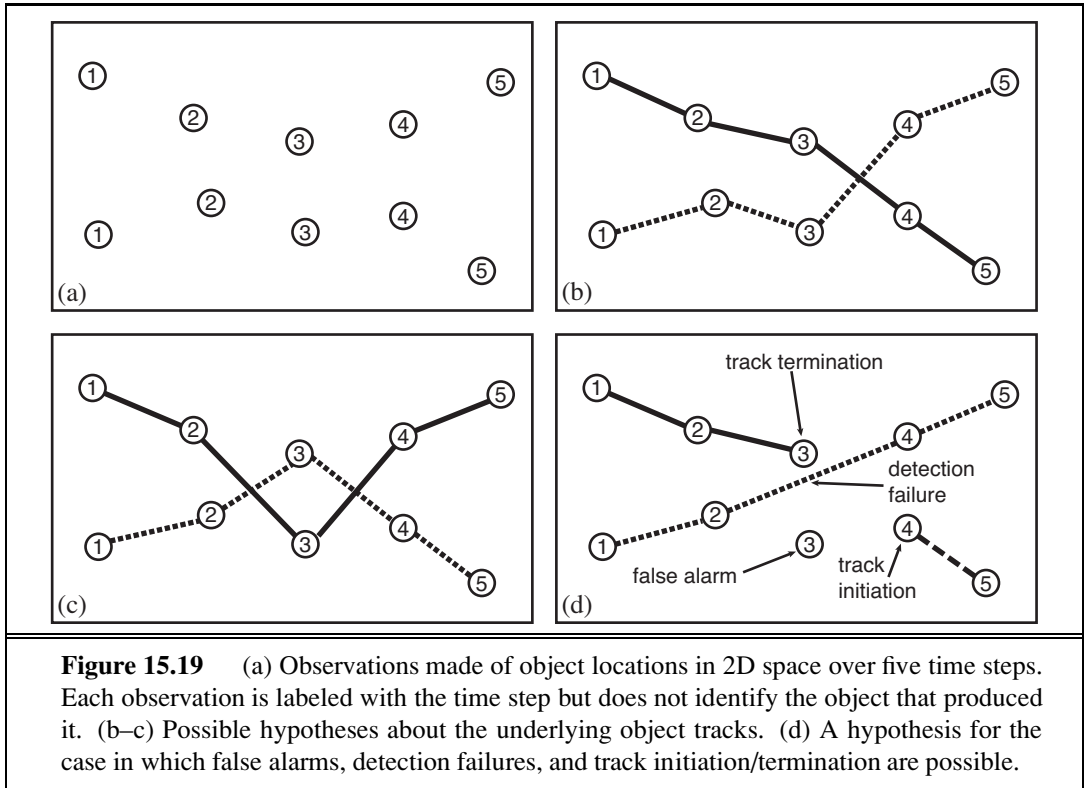 1
5
2
4
3
2
4
1
3
5
(a)
1
5
2
4
3
2
4
1
3
5
(b)
1
5
2
4
3
2
4
1
3
5
(c)
track termination
1
5
2
4
3
detection
failure
2
4
1
3
false alarm
track
initiation
5
(d)
Figure 15.19 (a) Observations made of object locations in 2D space over five time steps.
Each observation is labeled with the time step but does not identify the object that produced
it. (b–c) Possible hypotheses about the underlying object tracks. (d) A hypothesis for the
case in which false alarms, detection failures, and track initiation/termination are possible.